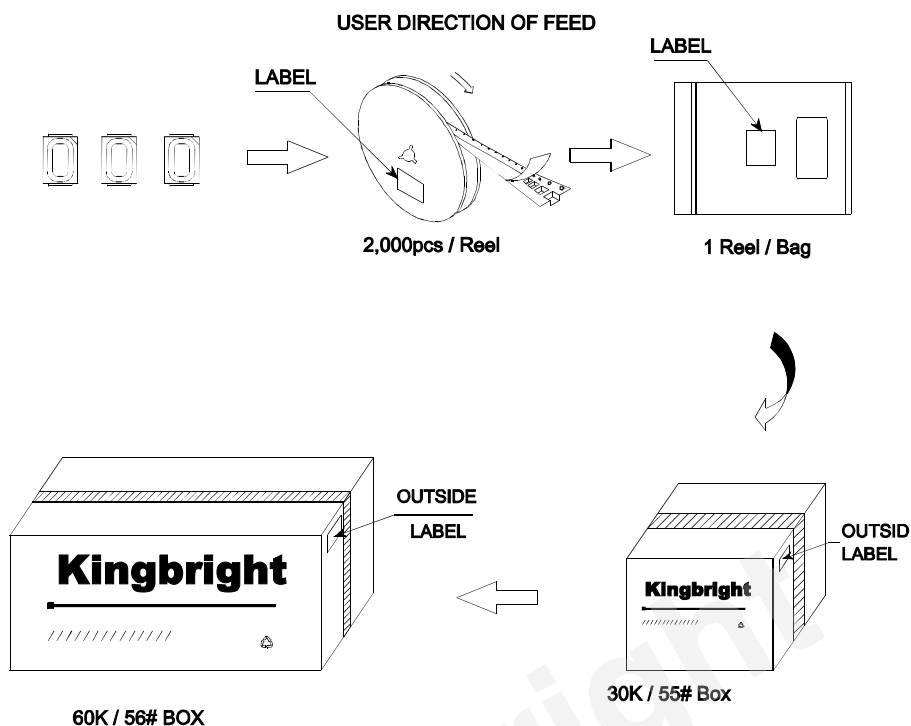 USER DIRECTION OF FEED
LABEL
LABEL
2,000pcs / Reel
1 Reel / Bag
OUTSIDE
LABEL
Kingbright
60K / 56# BOX
OUTSID
LABEL
Kingbright
30K / 55# Box
bright